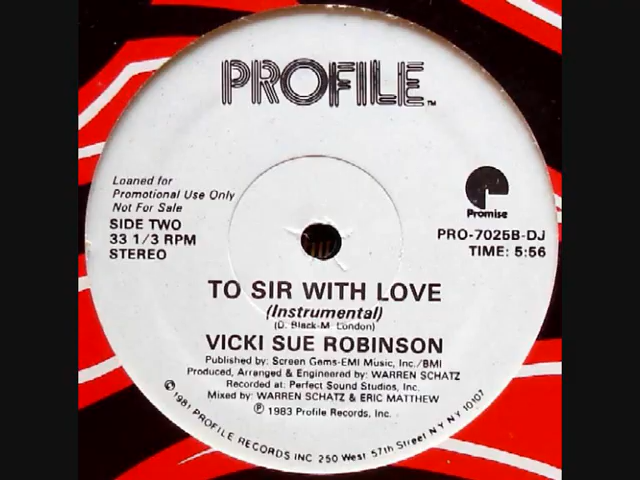 PROFILE™
Loaned for
Promotional Use Only
Not For Sale
SIDE TWO
33 1/3 RPM
STEREO
Promise
PRO-7025B-DJ
TIME: 5:56
TO SIR WITH LOVE
(Instrumental)
(D. Black-M. London)
VICKI SUE ROBINSON
Published by: Screen Gems-EMI Music, Inc./BMI
Produced, Arranged & Engineered by: WARREN SCHATZ
Recorded at: Perfect Sound Studios, Inc.
Mixed by: WARREN SCHATZ & ERIC MATTHEW
Ⓟ 1983 Profile Records, Inc.
© 1981 PROFILE RECORDS INC 250 West 57th Street NY NY 10107